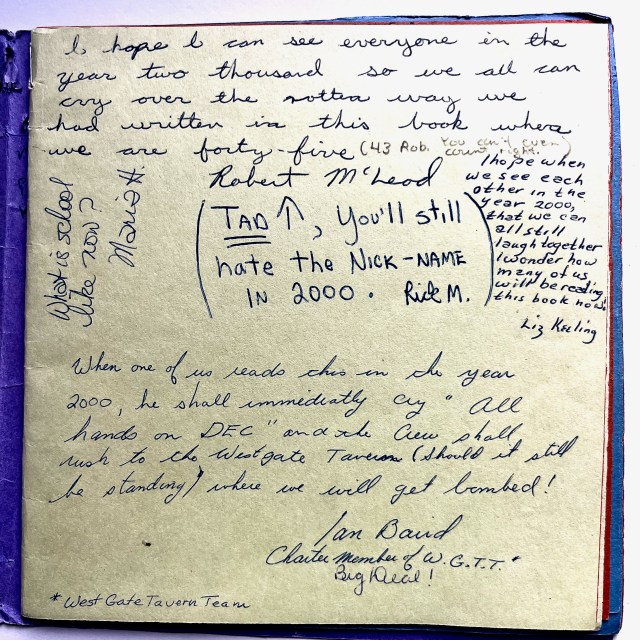 I hope I can see everyone in the
year two thousand so we all can
cry over the rotten way we
had written in this book where
we are forty-five (43 Rob. You can't even
count right.)
Robert McLeod
What is school
like now?
Maria H.
I hope when
we see each
other in the
year 2000,
that we can
all still
laugh together
I wonder how
many of us
will be reading
this book now.
Liz Keeling
(TAD ↑, You'll still
hate the NICK-NAME
IN 2000. Rick M.)
When one of us reads this in the year
2000, he shall immediatly cry "All
hands on DEC" and the Crew shall
rush to the Westgate Tavern (should it still
be standing) where we will get bombed!
Ian Baird
Charter member of W.G.T.T.*
Big Deal!
* West Gate Tavern Team